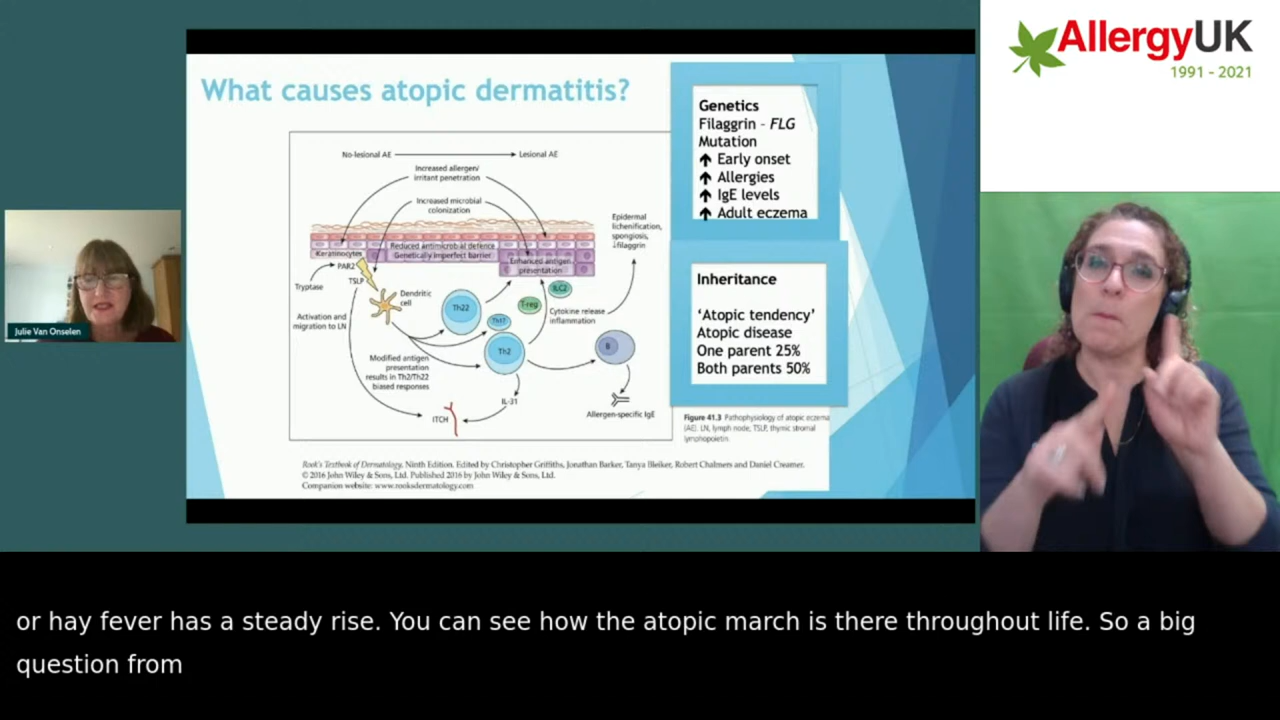 AllergyUK
1991 - 2021
What causes atopic dermatitis?
No-lesional AE
Lesional AE
Increased allergen/
irritant penetration
Increased microbial
colonization
Keratinocytes
Reduced antimicrobial defence
Genetically imperfect barrier
Enhanced antigen
presentation
Epidermal
lichenification,
spongiosis,
↓filaggrin
PAR2
TSLP
Tryptase
Dendritic
cell
Activation and
migration to LN
Th22
Th17
T-reg
ILC2
Th2
Cytokine release
inflammation
B
Modified antigen
presentation
results in Th2/Th22
biased responses
IL-31
ITCH
Allergen-specific IgE
Genetics
Filaggrin – FLG
Mutation
↑ Early onset
↑ Allergies
↑ IgE levels
↑ Adult eczema
Inheritance
‘Atopic tendency’
Atopic disease
One parent 25%
Both parents 50%
Figure 41.3 Pathophysiology of atopic eczema
(AE). LN, lymph node; TSLP, thymic stromal
lymphopoietin.
Rook's Textbook of Dermatology, Ninth Edition. Edited by Christopher Griffiths, Jonathan Barker, Tanya Bleiker, Robert Chalmers and Daniel Creamer.
© 2016 John Wiley & Sons, Ltd. Published 2016 by John Wiley & Sons, Ltd.
Companion website: www.rooksdermatology.com
Julie Van Onselen
or hay fever has a steady rise. You can see how the atopic march is there throughout life. So a big
question from